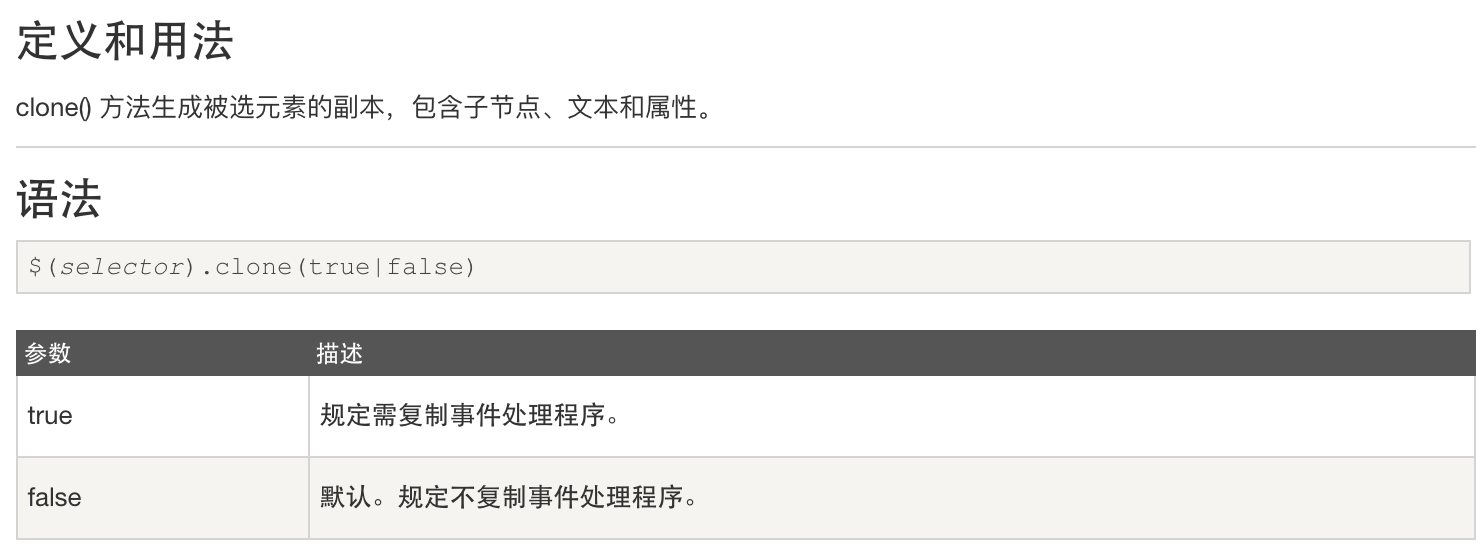 定义和用法
clone() 方法生成被选元素的副本，包含子节点、文本和属性。
语法
$(selector).clone(true|false)
参数 描述
true 规定需复制事件处理程序。
false 默认。规定不复制事件处理程序。